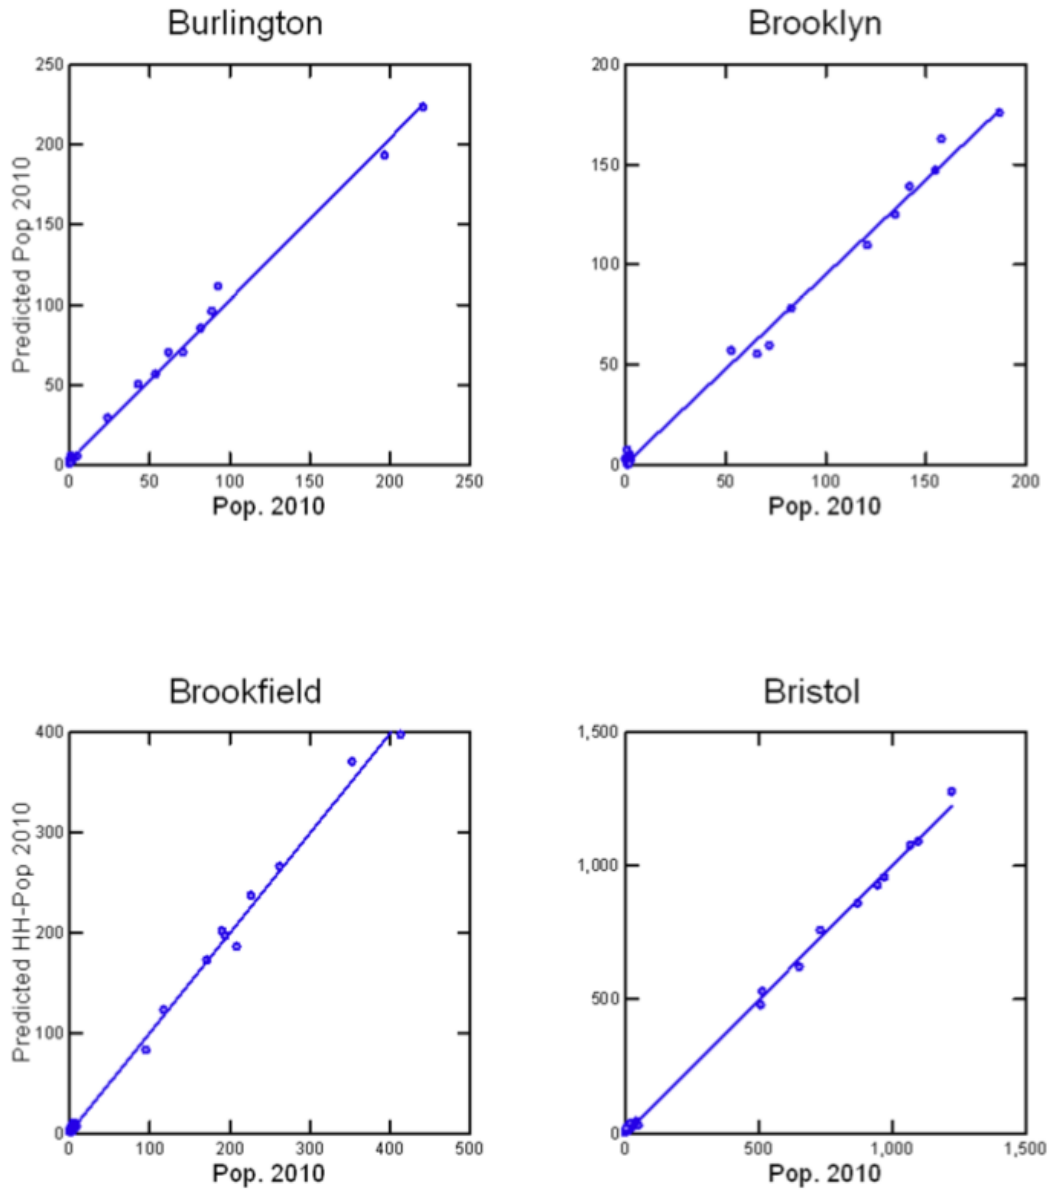 Burlington
Brooklyn
250
200
150
100
50
0
Predicted Pop 2010
0 50 100 150 200 250
Pop. 2010
200
150
100
50
0
0 50 100 150 200
Pop. 2010
Brookfield
Bristol
400
300
200
100
0
Predicted HH-Pop 2010
0 100 200 300 400 500
Pop. 2010
1,500
1,000
500
0
0 500 1,000 1,500
Pop. 2010